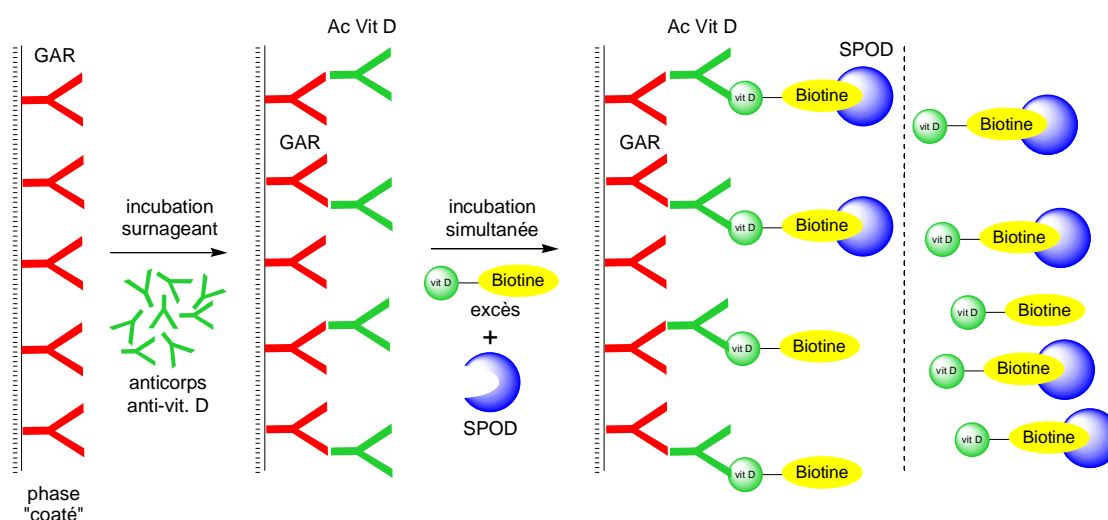 GAR
phase
"coaté"
incubation
surnageant
anticorps
anti-vit. D
Ac Vit D
GAR
incubation
simultanée
vit D
Biotine
excès
+
SPOD
Ac Vit D
SPOD
GAR
vit D
Biotine
vit D
Biotine
vit D
Biotine
vit D
Biotine
vit D
Biotine
vit D
Biotine
vit D
Biotine
vit D
Biotine
vit D
Biotine